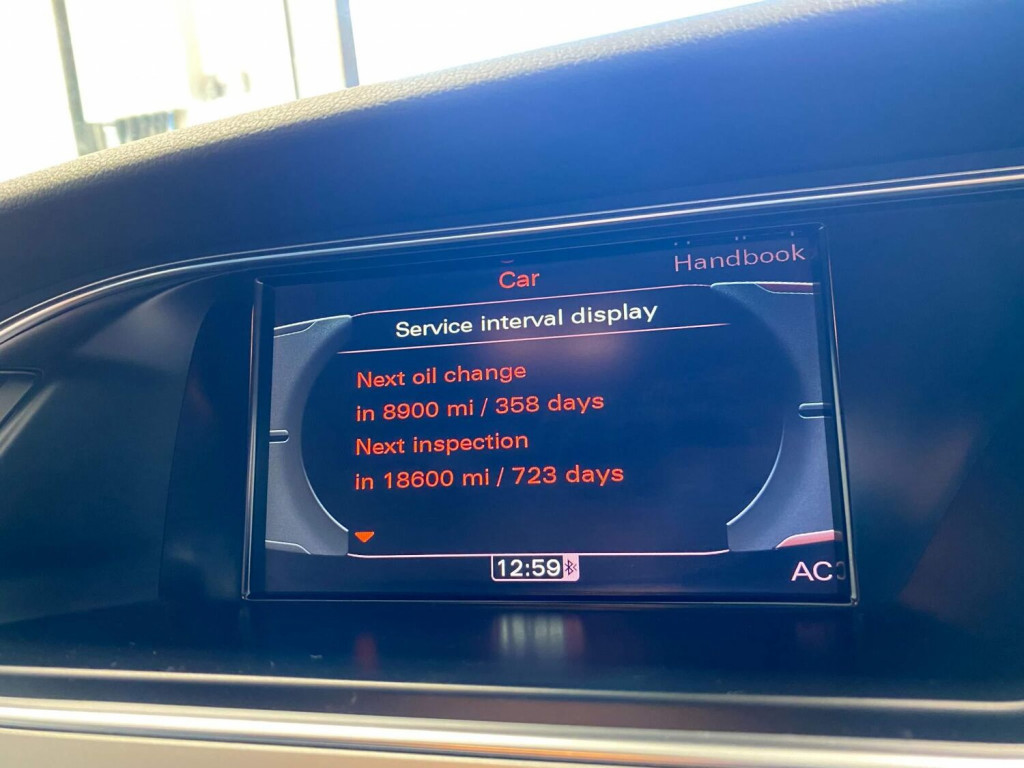 Handbook
Car
Service interval display
Next oil change
in 8900 mi / 358 days
Next inspection
in 18600 mi / 723 days
12:59
AC